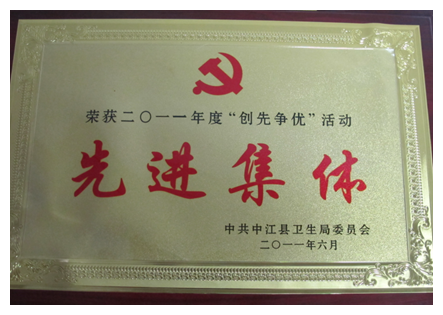 荣获二〇一一年度“创先争优”活动
先进集体
中共中江县卫生局委员会
二〇一一年六月